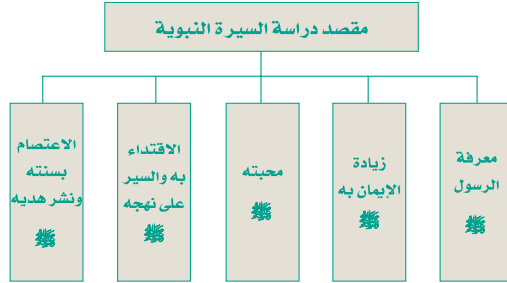 مقصد دراسة السيرة النبوية
معرفة
الرسول
ﷺ
زيادة
الإيمان به
ﷺ
محبته
ﷺ
الاقتداء
به والسير
على نهجه
ﷺ
الاعتصام
بسنته
ونشر هديه
ﷺ